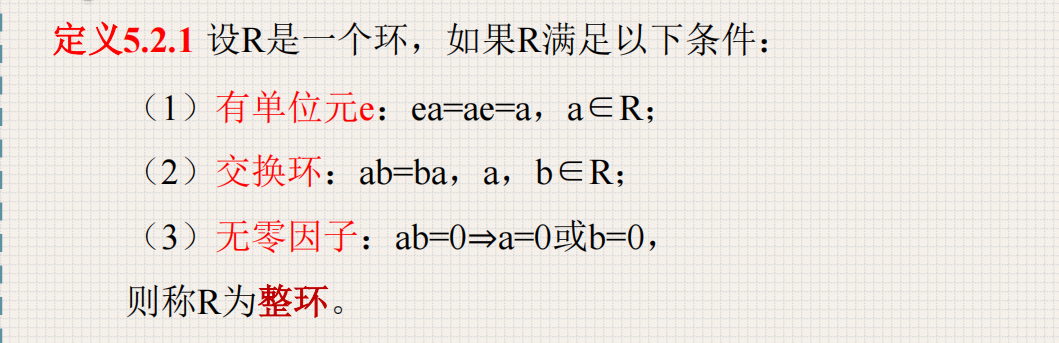 定义5.2.1 设R是一个环，如果R满足以下条件：
（1）有单位元e：ea=ae=a，a∈R；
（2）交换环：ab=ba，a，b∈R；
（3）无零因子：ab=0⇒a=0或b=0，
则称R为整环。